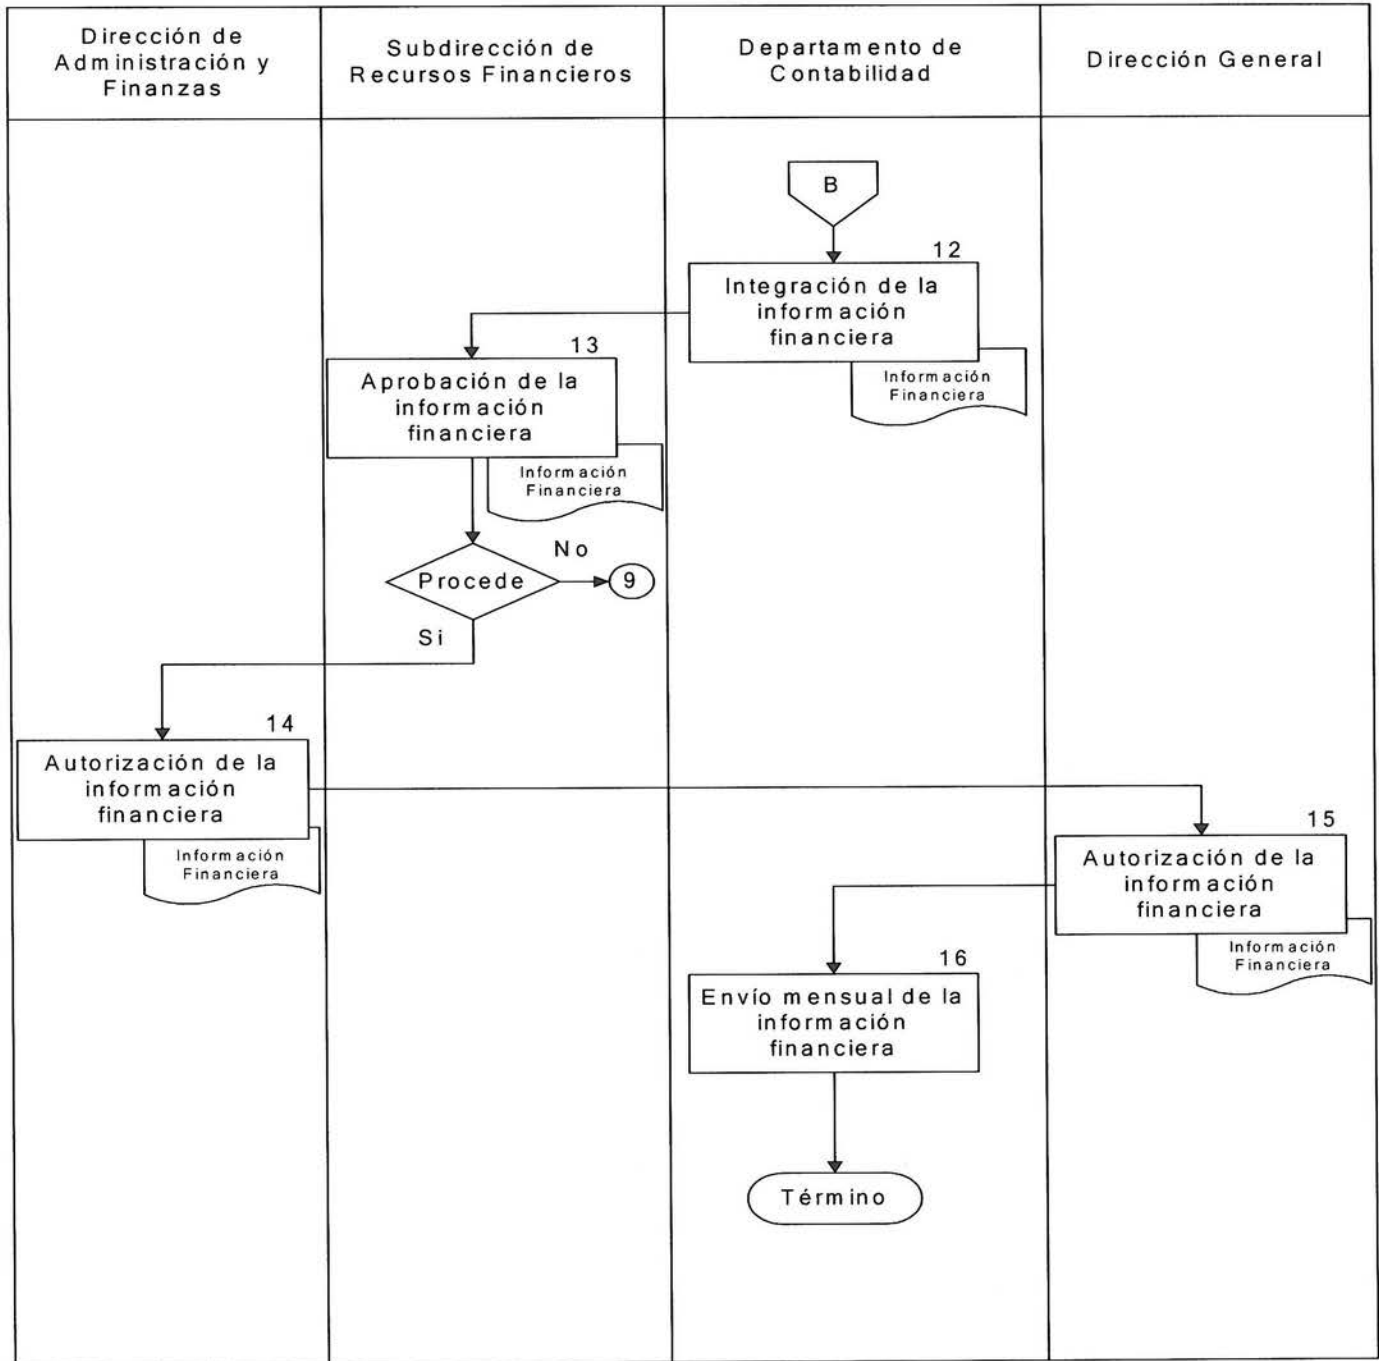 Dirección de
Administración y
Finanzas
Subdirección de
Recursos Financieros
Departamento de
Contabilidad
Dirección General
B
12
Integración de la
información
financiera
Información
Financiera
13
Aprobación de la
información
financiera
Información
Financiera
Procede
No
9
Si
14
Autorización de la
información
financiera
Información
Financiera
15
Autorización de la
información
financiera
Información
Financiera
16
Envío mensual de la
información
financiera
Término